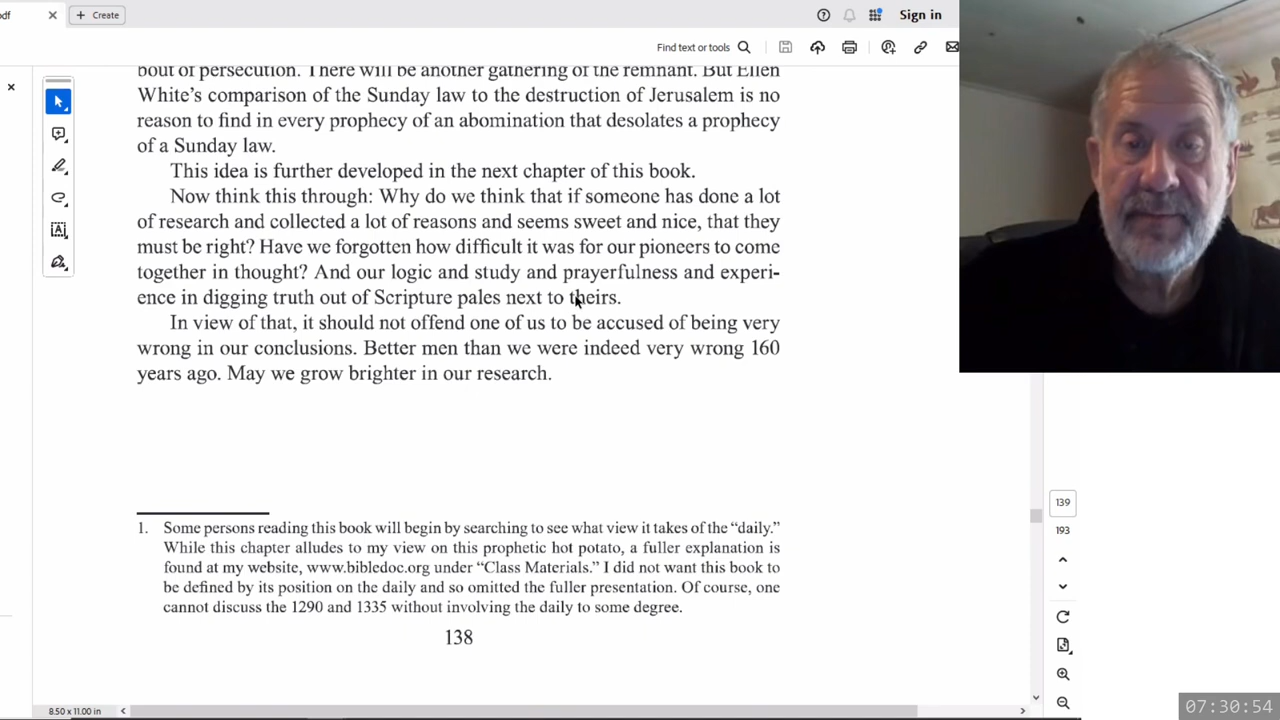 df
Create
Sign in
Find text or tools
bout of persecution. There will be another gathering of the remnant. But Ellen
White's comparison of the Sunday law to the destruction of Jerusalem is no
reason to find in every prophecy of an abomination that desolates a prophecy
of a Sunday law.
This idea is further developed in the next chapter of this book.
Now think this through: Why do we think that if someone has done a lot
of research and collected a lot of reasons and seems sweet and nice, that they
must be right? Have we forgotten how difficult it was for our pioneers to come
together in thought? And our logic and study and prayerfulness and experi-
ence in digging truth out of Scripture pales next to theirs.
In view of that, it should not offend one of us to be accused of being very
wrong in our conclusions. Better men than we were indeed very wrong 160
years ago. May we grow brighter in our research.
1. Some persons reading this book will begin by searching to see what view it takes of the “daily.”
While this chapter alludes to my view on this prophetic hot potato, a fuller explanation is
found at my website, www.bibledoc.org under “Class Materials.” I did not want this book to
be defined by its position on the daily and so omitted the fuller presentation. Of course, one
cannot discuss the 1290 and 1335 without involving the daily to some degree.
138
139
193
8.50 x 11.00 in
07:30:54